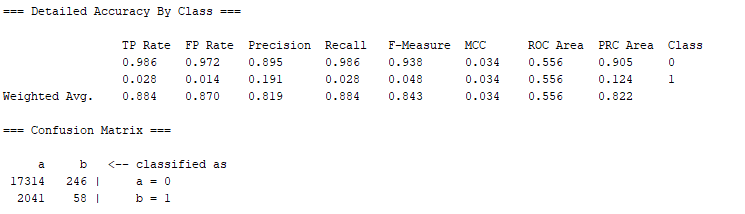 === Detailed Accuracy By Class ===
TP Rate FP Rate Precision Recall F-Measure MCC ROC Area PRC Area Class
0.986 0.972 0.895 0.986 0.938 0.034 0.556 0.905 0
0.028 0.014 0.191 0.028 0.048 0.034 0.556 0.124 1
Weighted Avg. 0.884 0.870 0.819 0.884 0.843 0.034 0.556 0.822
=== Confusion Matrix ===
a b <-- classified as
17314 246 | a = 0
2041 58 | b = 1